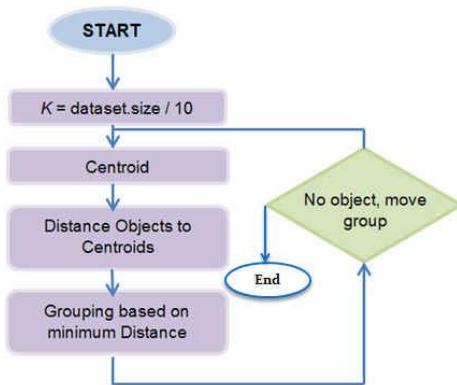 START
K = dataset.size / 10
Centroid
Distance Objects to
Centroids
Grouping based on
minimum Distance
No object, move
group
End